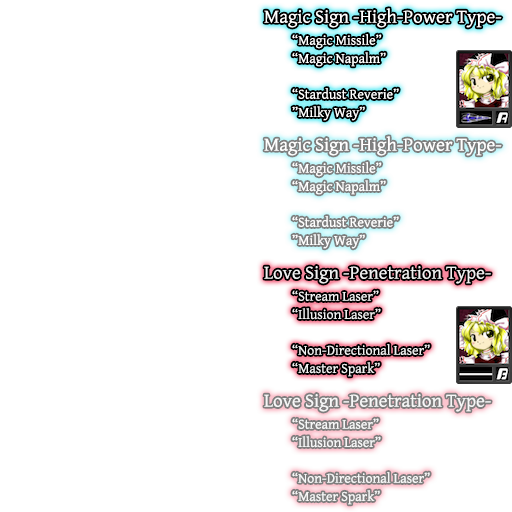 Magic Sign -High-Power Type-
“Magic Missile”
“Magic Napalm”
“Stardust Reverie”
”Milky Way”
A
Magic Sign -High-Power Type-
“Magic Missile”
“Magic Napalm”
“Stardust Reverie”
”Milky Way”
Love Sign -Penetration Type-
“Stream Laser”
“Illusion Laser”
“Non-Directional Laser”
“Master Spark”
B
Love Sign -Penetration Type-
“Stream Laser”
“Illusion Laser”
“Non-Directional Laser”
“Master Spark”